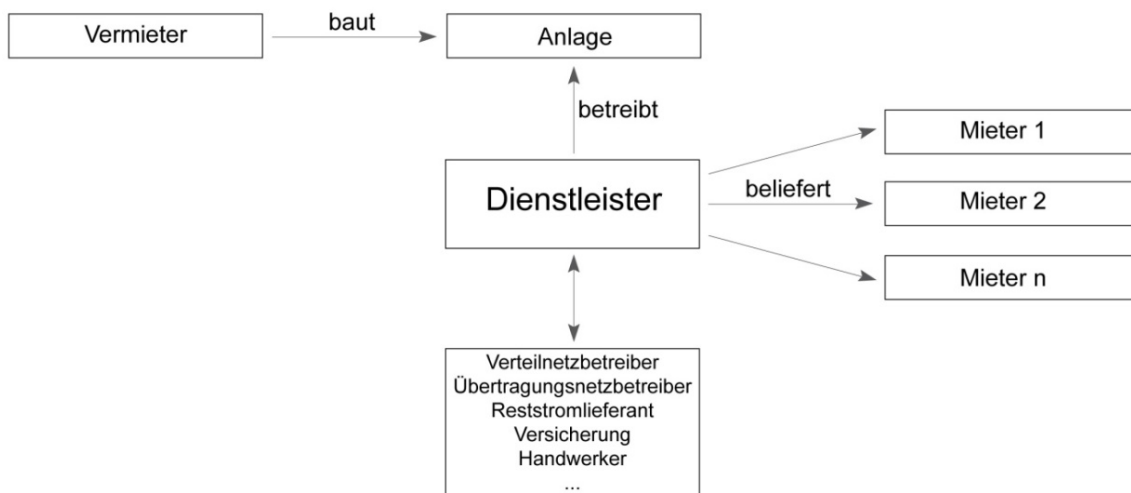 Vermieter
baut
Anlage
betreibt
Dienstleister
beliefert
Mieter 1
Mieter 2
Mieter n
Verteilnetzbetreiber
Übertragungsnetzbetreiber
Reststromlieferant
Versicherung
Handwerker
...